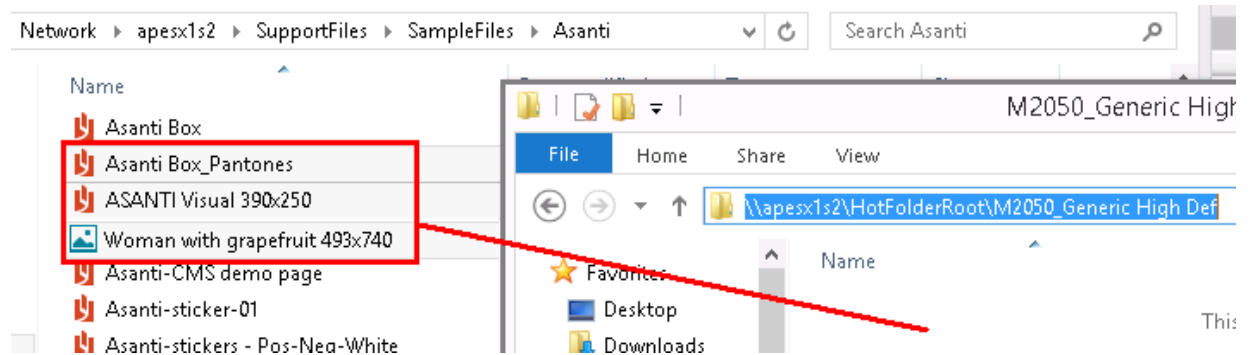 Network ▸ apesx1s2 ▸ SupportFiles ▸ SampleFiles ▸ Asanti
Search Asanti
Name
Asanti Box
Asanti Box_Pantones
ASANTI Visual 390x250
Woman with grapefruit 493x740
Asanti-CMS demo page
Asanti-sticker-01
Asanti-stickers - Pos-Neg-White
M2050_Generic High
File Home Share View
\\apesx1s2\HotFolderRoot\M2050_Generic High Def
Favorites
Desktop
Downloads
Name
This